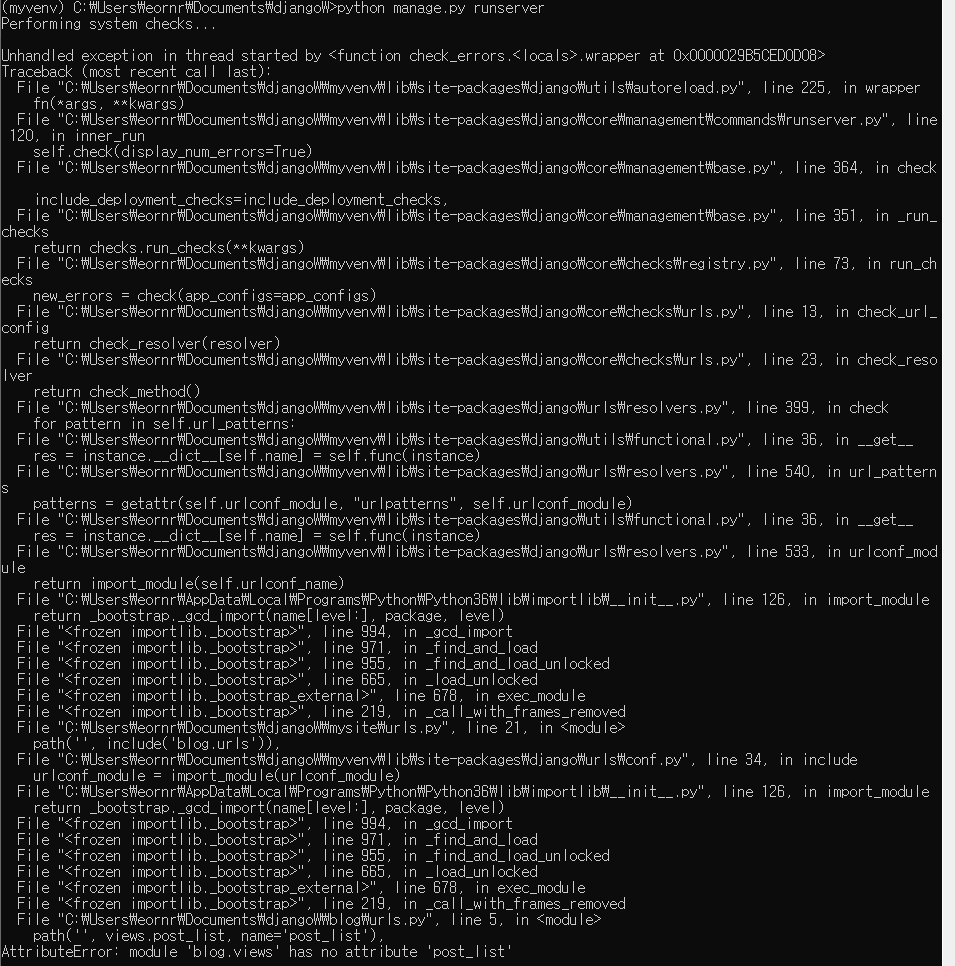 (myvenv) C:₩Users₩eornr₩Documents₩django₩>python manage.py runserver
Performing system checks...

Unhandled exception in thread started by <function check_errors.<locals>.wrapper at 0x0000029B5CED0D08>
Traceback (most recent call last):
  File "C:₩Users₩eornr₩Documents₩django₩₩myvenv₩lib₩site-packages₩django₩utils₩autoreload.py", line 225, in wrapper
    fn(*args, **kwargs)
  File "C:₩Users₩eornr₩Documents₩django₩₩myvenv₩lib₩site-packages₩django₩core₩management₩commands₩runserver.py", line
 120, in inner_run
    self.check(display_num_errors=True)
  File "C:₩Users₩eornr₩Documents₩django₩₩myvenv₩lib₩site-packages₩django₩core₩management₩base.py", line 364, in check

    include_deployment_checks=include_deployment_checks,
  File "C:₩Users₩eornr₩Documents₩django₩₩myvenv₩lib₩site-packages₩django₩core₩management₩base.py", line 351, in _run_
checks
    return checks.run_checks(**kwargs)
  File "C:₩Users₩eornr₩Documents₩django₩₩myvenv₩lib₩site-packages₩django₩core₩checks₩registry.py", line 73, in run_ch
ecks
    new_errors = check(app_configs=app_configs)
  File "C:₩Users₩eornr₩Documents₩django₩₩myvenv₩lib₩site-packages₩django₩core₩checks₩urls.py", line 13, in check_url_
config
    return check_resolver(resolver)
  File "C:₩Users₩eornr₩Documents₩django₩₩myvenv₩lib₩site-packages₩django₩core₩checks₩urls.py", line 23, in check_reso
lver
    return check_method()
  File "C:₩Users₩eornr₩Documents₩django₩₩myvenv₩lib₩site-packages₩django₩urls₩resolvers.py", line 399, in check
    for pattern in self.url_patterns:
  File "C:₩Users₩eornr₩Documents₩django₩₩myvenv₩lib₩site-packages₩django₩utils₩functional.py", line 36, in __get__
    res = instance.__dict__[self.name] = self.func(instance)
  File "C:₩Users₩eornr₩Documents₩django₩₩myvenv₩lib₩site-packages₩django₩urls₩resolvers.py", line 540, in url_pattern
s
    patterns = getattr(self.urlconf_module, "urlpatterns", self.urlconf_module)
  File "C:₩Users₩eornr₩Documents₩django₩₩myvenv₩lib₩site-packages₩django₩utils₩functional.py", line 36, in __get__
    res = instance.__dict__[self.name] = self.func(instance)
  File "C:₩Users₩eornr₩Documents₩django₩₩myvenv₩lib₩site-packages₩django₩urls₩resolvers.py", line 533, in urlconf_mod
ule
    return import_module(self.urlconf_name)
  File "C:₩Users₩eornr₩AppData₩Local₩Programs₩Python₩Python36₩lib₩importlib₩__init__.py", line 126, in import_module
    return _bootstrap._gcd_import(name[level:], package, level)
  File "<frozen importlib._bootstrap>", line 994, in _gcd_import
  File "<frozen importlib._bootstrap>", line 971, in _find_and_load
  File "<frozen importlib._bootstrap>", line 955, in _find_and_load_unlocked
  File "<frozen importlib._bootstrap>", line 665, in _load_unlocked
  File "<frozen importlib._bootstrap_external>", line 678, in exec_module
  File "<frozen importlib._bootstrap>", line 219, in _call_with_frames_removed
  File "C:₩Users₩eornr₩Documents₩django₩₩mysite₩urls.py", line 21, in <module>
    path('', include('blog.urls')),
  File "C:₩Users₩eornr₩Documents₩django₩₩myvenv₩lib₩site-packages₩django₩urls₩conf.py", line 34, in include
    urlconf_module = import_module(urlconf_module)
  File "C:₩Users₩eornr₩AppData₩Local₩Programs₩Python₩Python36₩lib₩importlib₩__init__.py", line 126, in import_module
    return _bootstrap._gcd_import(name[level:], package, level)
  File "<frozen importlib._bootstrap>", line 994, in _gcd_import
  File "<frozen importlib._bootstrap>", line 971, in _find_and_load
  File "<frozen importlib._bootstrap>", line 955, in _find_and_load_unlocked
  File "<frozen importlib._bootstrap>", line 665, in _load_unlocked
  File "<frozen importlib._bootstrap_external>", line 678, in exec_module
  File "<frozen importlib._bootstrap>", line 219, in _call_with_frames_removed
  File "C:₩Users₩eornr₩Documents₩django₩₩blog₩urls.py", line 5, in <module>
    path('', views.post_list, name='post_list'),
AttributeError: module 'blog.views' has no attribute 'post_list'